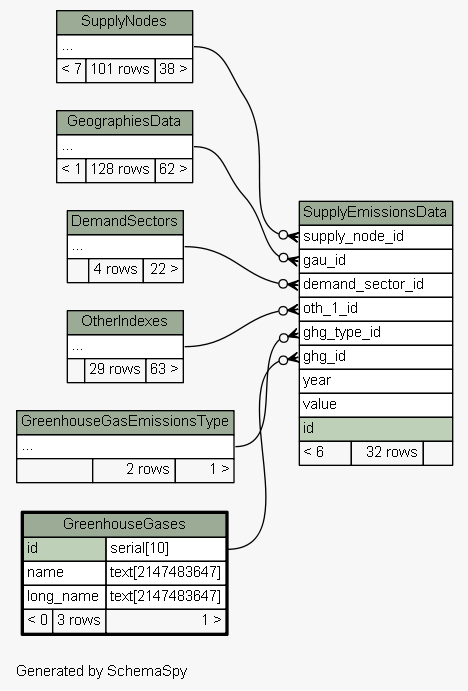 SupplyNodes
...
< 7 101 rows 38 >
GeographiesData
...
< 1 128 rows 62 >
DemandSectors
...
4 rows 22 >
OtherIndexes
...
29 rows 63 >
GreenhouseGasEmissionsType
...
2 rows 1 >
GreenhouseGases
id serial[10]
name text[2147483647]
long_name text[2147483647]
< 0 3 rows 1 >
SupplyEmissionsData
supply_node_id
gau_id
demand_sector_id
oth_1_id
ghg_type_id
ghg_id
year
value
id
< 6 32 rows
Generated by SchemaSpy